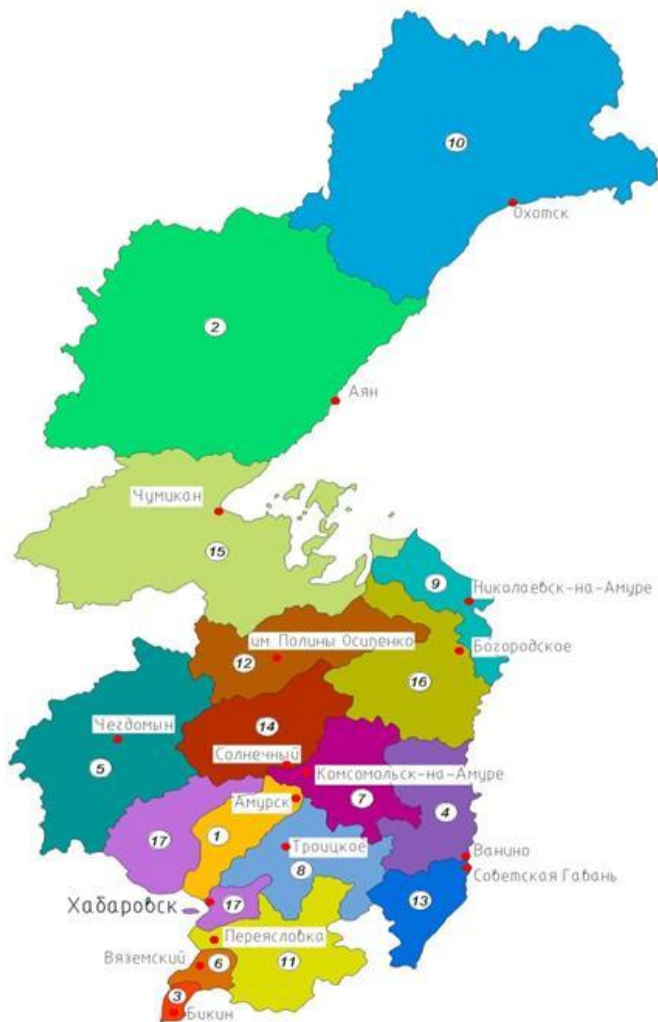 10
Охотск
2
Аян
Чумикан
15
9
Николаевск-на-Амуре
им Полины Осипенко
12
Богородское
16
14
Чегдомын
5
Солнечный
Комсомольск-на-Амуре
Амурск
7
4
17
1
Троицкое
8
Ванино
Советская Гавань
13
Хабаровск
17
Переясловка
Вяземский
6
11
3
Бикин